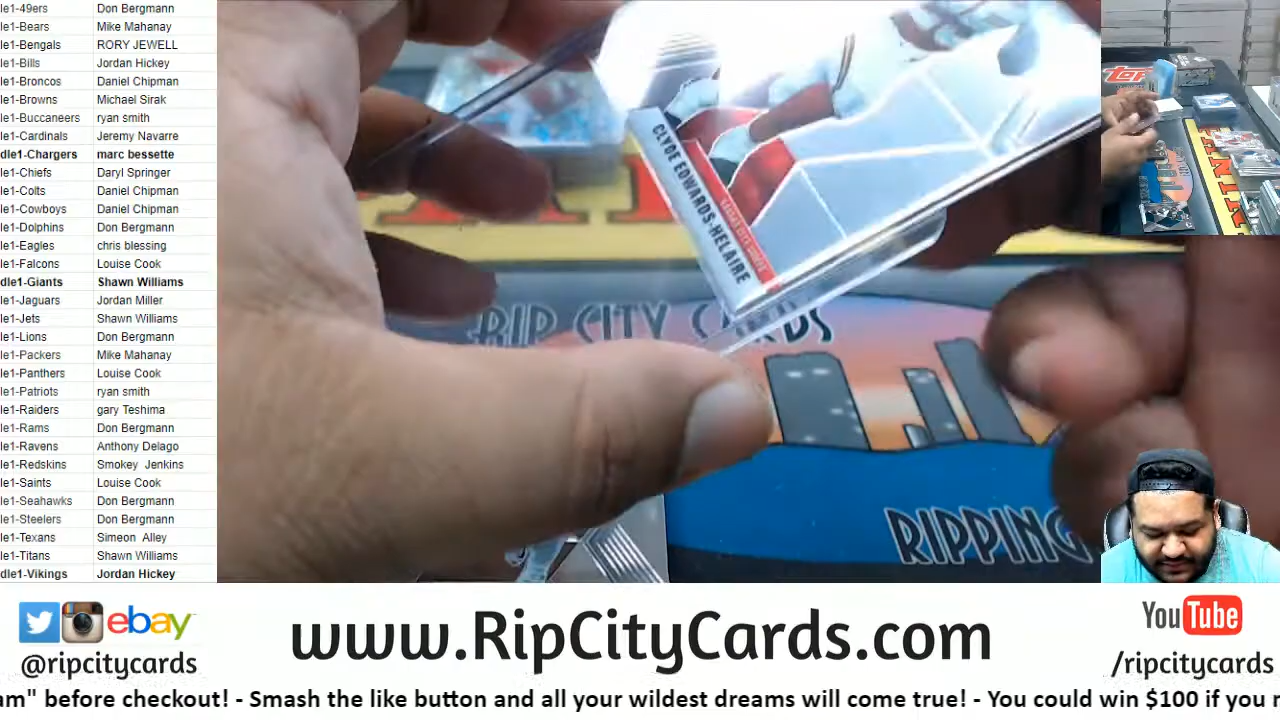 le1-49ers Don Bergmann
le1-Bears Mike Mahanay
le1-Bengals RORY JEWELL
le1-Bills Jordan Hickey
le1-Broncos Daniel Chipman
le1-Browns Michael Sirak
le1-Buccaneers ryan smith
le1-Cardinals Jeremy Navarre
dle1-Chargers marc bessette
le1-Chiefs Daryl Springer
le1-Colts Daniel Chipman
le1-Cowboys Daniel Chipman
le1-Dolphins Don Bergmann
le1-Eagles chris blessing
le1-Falcons Louise Cook
dle1-Giants Shawn Williams
le1-Jaguars Jordan Miller
le1-Jets Shawn Williams
le1-Lions Don Bergmann
le1-Packers Mike Mahanay
le1-Panthers Louise Cook
le1-Patriots ryan smith
le1-Raiders gary Teshima
le1-Rams Don Bergmann
le1-Ravens Anthony Delago
le1-Redskins Smokey Jenkins
le1-Saints Louise Cook
le1-Seahawks Don Bergmann
le1-Steelers Don Bergmann
le1-Texans Simeon Alley
le1-Titans Shawn Williams
dle1-Vikings Jordan Hickey
CLYDE EDWARDS-HELAIRE
RIP CITY CARDS
RIPPING
ebay
@ripcitycards
www.RipCityCards.com
YouTube
/ripcitycards
am" before checkout! - Smash the like button and all your wildest dreams will come true! - You could win $100 if you r